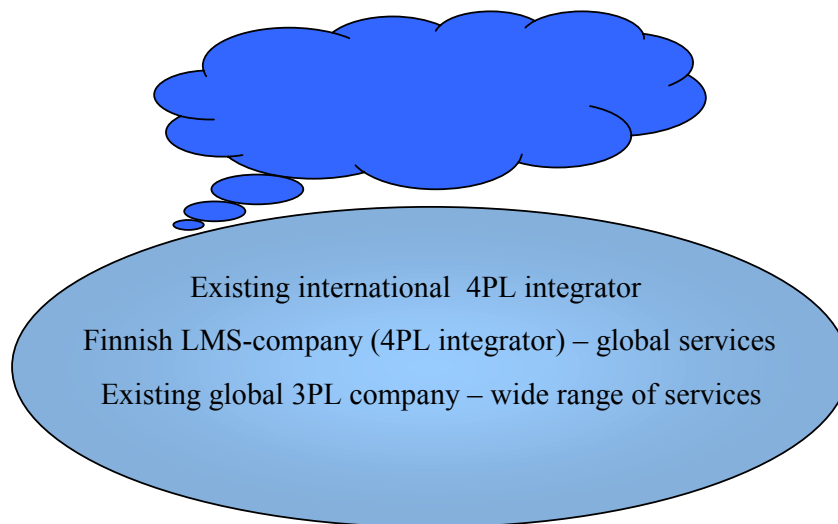 Existing international 4PL integrator
Finnish LMS-company (4PL integrator) – global services
Existing global 3PL company – wide range of services